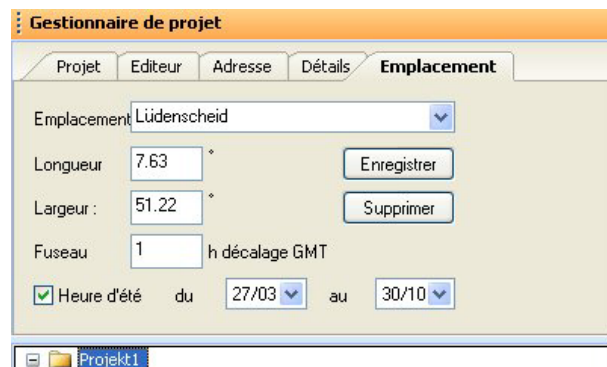 Gestionnaire de projet
Projet Editeur Adresse Détails Emplacement
Emplacement Lüdenscheid
Longueur 7.63 ° Enregistrer
Largeur : 51.22 ° Supprimer
Fuseau 1 h décalage GMT
Heure d'été du 27/03 au 30/10
Projekt1